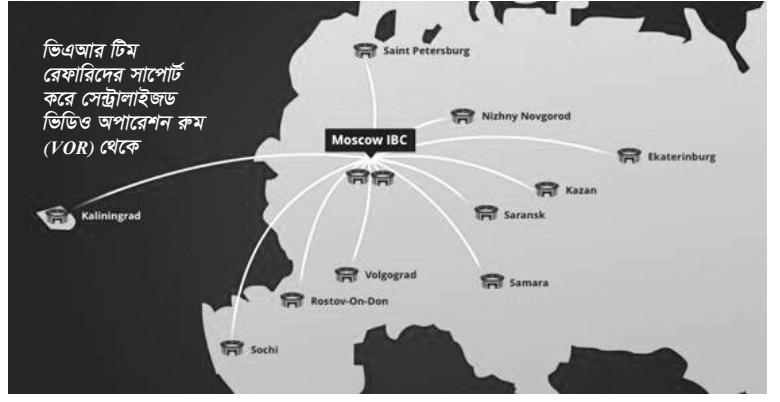 ভিএআর টিম
রেফারিদের সাপোর্ট
করে সেন্ট্রালাইজড
ভিডিও অপারেশন রুম
(VOR) থেকে
Saint Petersburg
Nizhny Novgorod
Moscow IBC
Ekaterinburg
Kazan
Kaliningrad
Saransk
Volgograd
Samara
Rostov-On-Don
Sochi